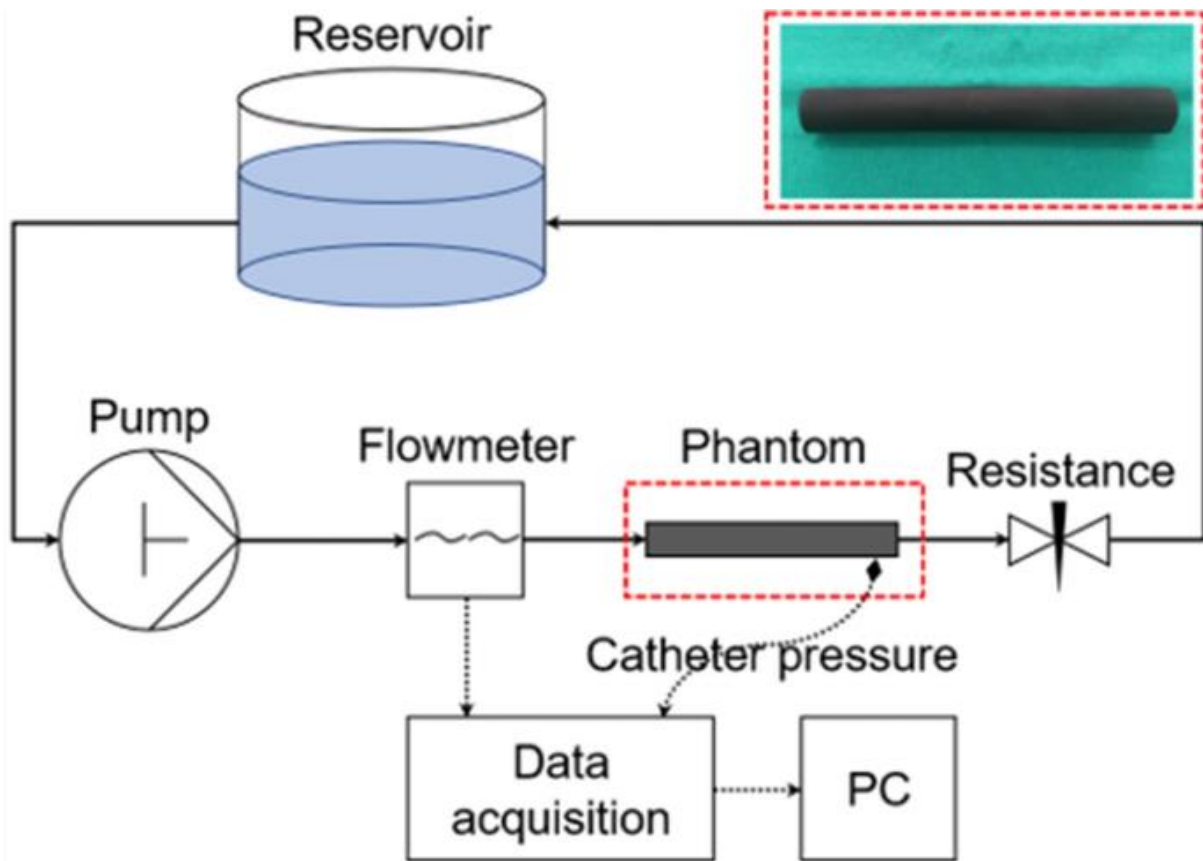 Reservoir
Pump
Flowmeter
Phantom
Resistance
Catheter pressure
Data
acquisition
PC